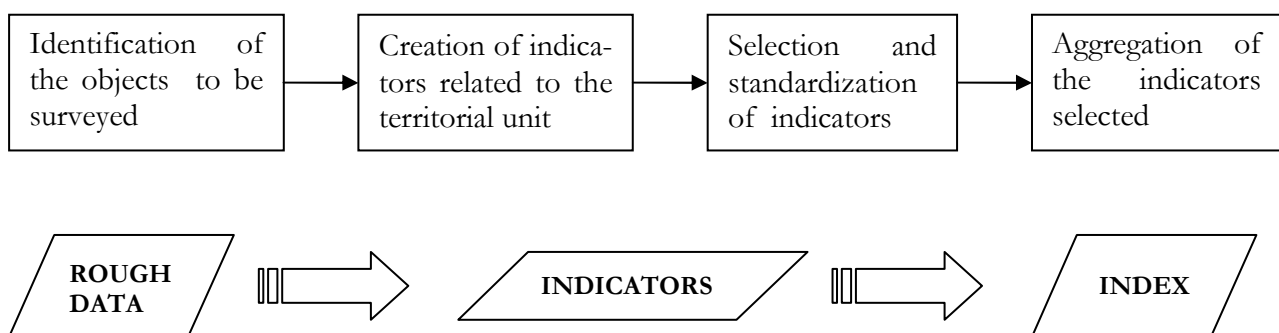 Identification of
the objects to be
surveyed
Creation of indica-
tors related to the
territorial unit
Selection and
standardization
of indicators
Aggregation of
the indicators
selected
ROUGH
DATA
INDICATORS
INDEX